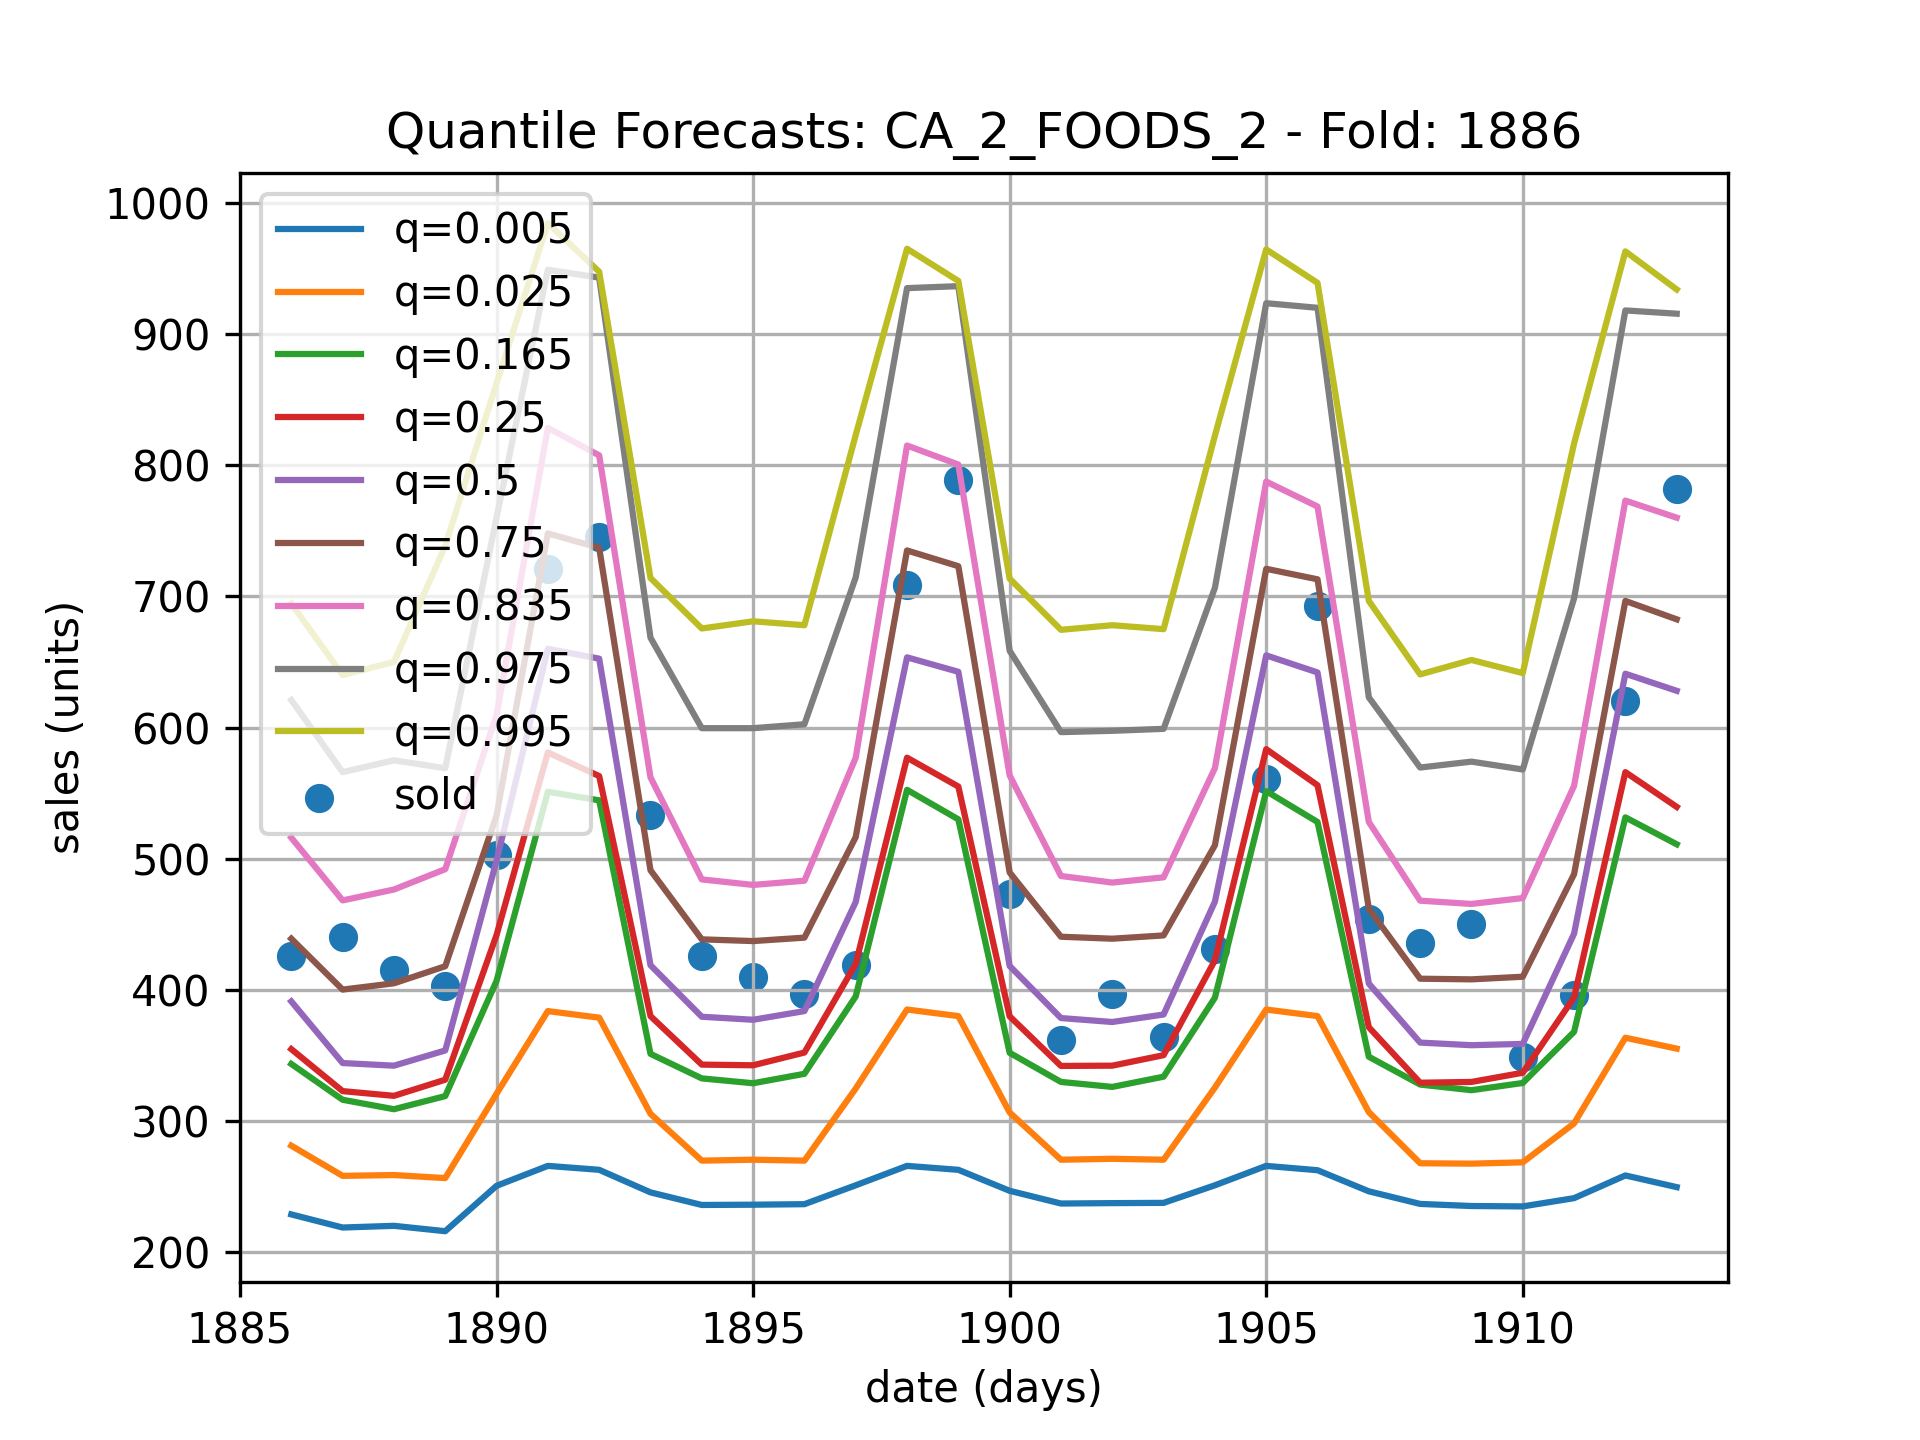 Quantile Forecasts: CA_2_FOODS_2 - Fold: 1886
1000
900
800
700
600
500
400
300
200
sales (units)
q=0.005
q=0.025
q=0.165
q=0.25
q=0.5
q=0.75
q=0.835
q=0.975
q=0.995
sold
1885 1890 1895 1900 1905 1910
date (days)